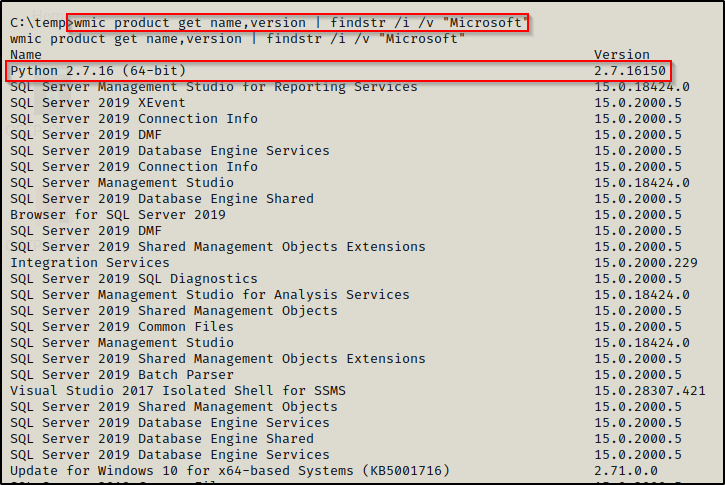 C:\temp>wmic product get name,version | findstr /i /v "Microsoft"
wmic product get name,version | findstr /i /v "Microsoft"
Name Version
Python 2.7.16 (64-bit) 2.7.16150
SQL Server Management Studio for Reporting Services 15.0.18424.0
SQL Server 2019 XEvent 15.0.2000.5
SQL Server 2019 Connection Info 15.0.2000.5
SQL Server 2019 DMF 15.0.2000.5
SQL Server 2019 Database Engine Services 15.0.2000.5
SQL Server 2019 Connection Info 15.0.2000.5
SQL Server Management Studio 15.0.18424.0
SQL Server 2019 Database Engine Shared 15.0.2000.5
Browser for SQL Server 2019 15.0.2000.5
SQL Server 2019 DMF 15.0.2000.5
SQL Server 2019 Shared Management Objects Extensions 15.0.2000.5
Integration Services 15.0.2000.229
SQL Server 2019 SQL Diagnostics 15.0.2000.5
SQL Server Management Studio for Analysis Services 15.0.18424.0
SQL Server 2019 Shared Management Objects 15.0.2000.5
SQL Server 2019 Common Files 15.0.2000.5
SQL Server Management Studio 15.0.18424.0
SQL Server 2019 Shared Management Objects Extensions 15.0.2000.5
SQL Server 2019 Batch Parser 15.0.2000.5
Visual Studio 2017 Isolated Shell for SSMS 15.0.28307.421
SQL Server 2019 Shared Management Objects 15.0.2000.5
SQL Server 2019 Database Engine Services 15.0.2000.5
SQL Server 2019 Database Engine Shared 15.0.2000.5
SQL Server 2019 Database Engine Services 15.0.2000.5
Update for Windows 10 for x64-based Systems (KB5001716) 2.71.0.0